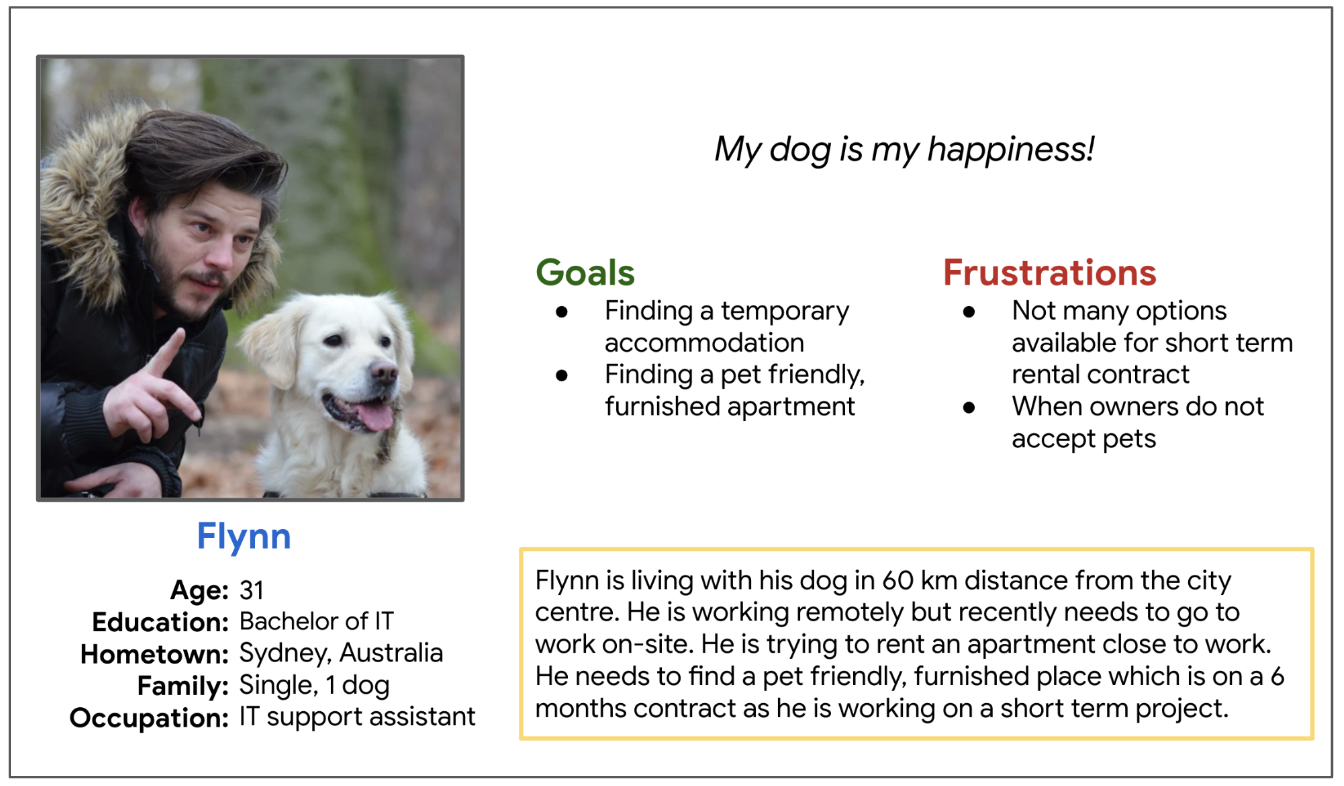 My dog is my happiness!
Goals
● Finding a temporary
accommodation
● Finding a pet friendly,
furnished apartment
Frustrations
● Not many options
available for short term
rental contract
● When owners do not
accept pets
Flynn
Age: 31
Education: Bachelor of IT
Hometown: Sydney, Australia
Family: Single, 1 dog
Occupation: IT support assistant
Flynn is living with his dog in 60 km distance from the city
centre. He is working remotely but recently needs to go to
work on-site. He is trying to rent an apartment close to work.
He needs to find a pet friendly, furnished place which is on a 6
months contract as he is working on a short term project.